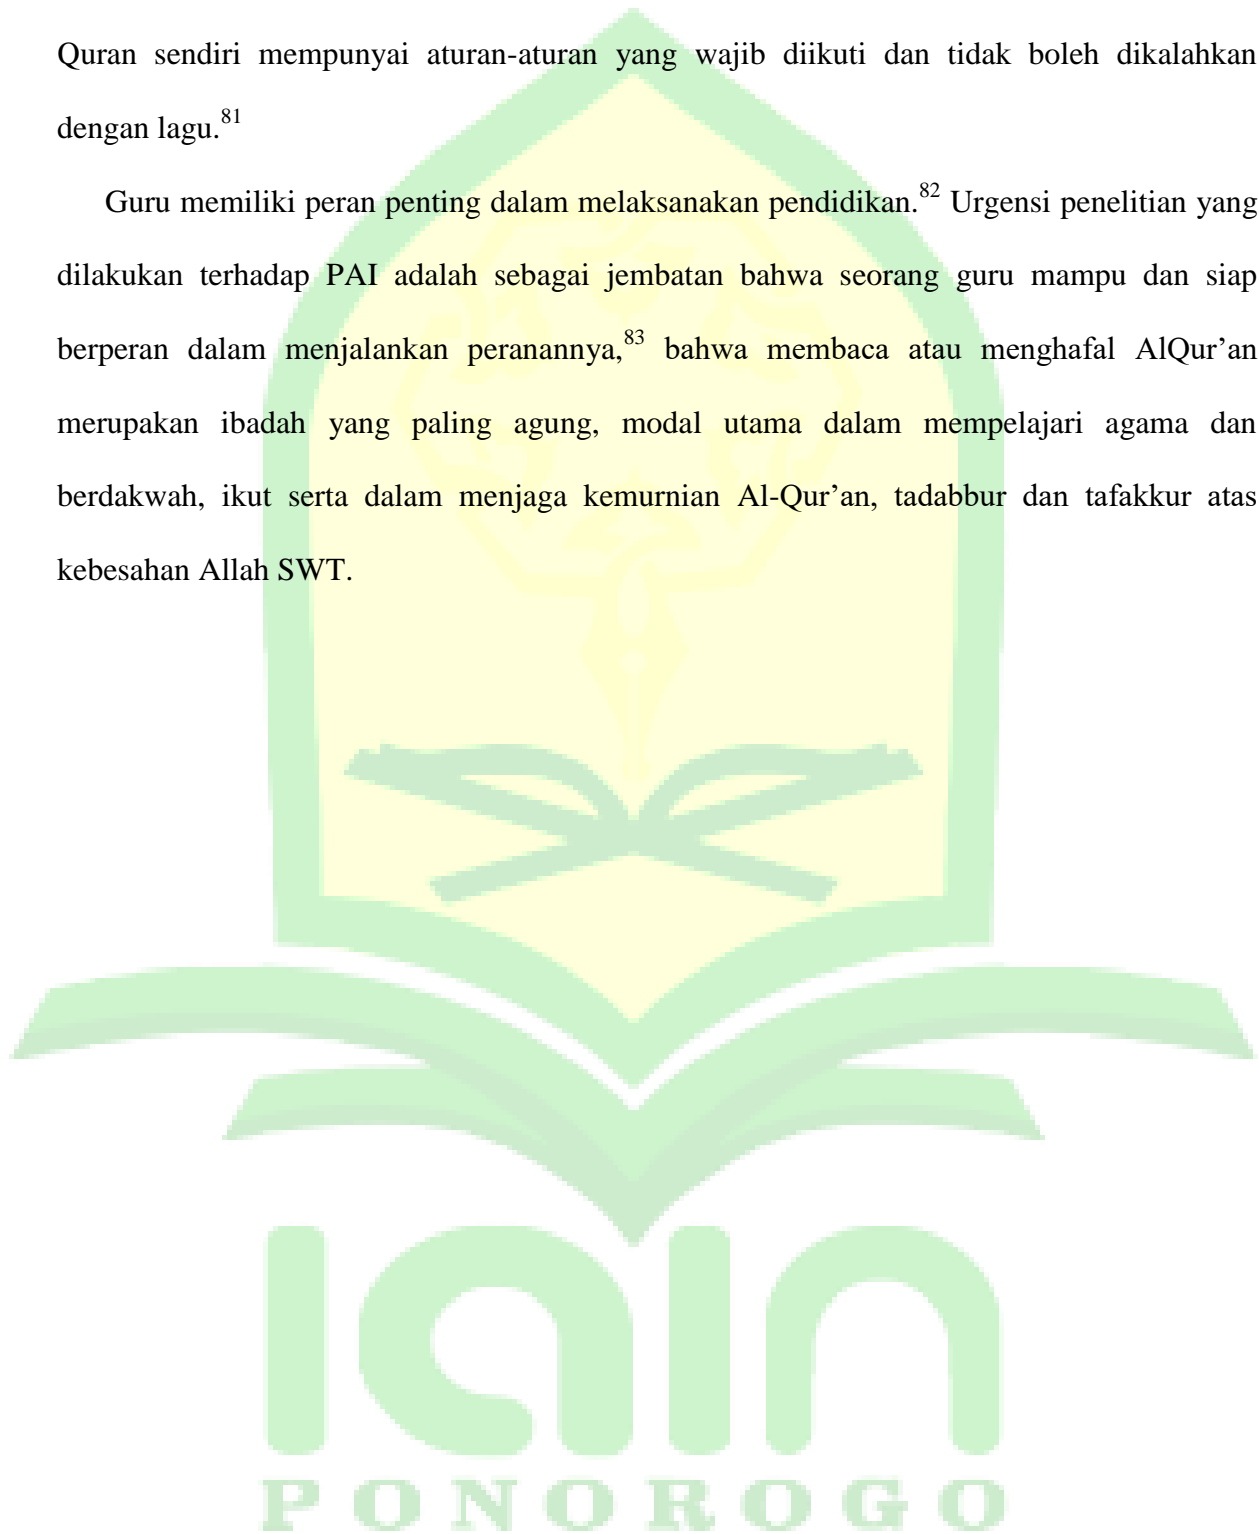 Quran sendiri mempunyai aturan-aturan yang wajib diikuti dan tidak boleh dikalahkan
dengan lagu.81
Guru memiliki peran penting dalam melaksanakan pendidikan.82 Urgensi penelitian yang
dilakukan terhadap PAI adalah sebagai jembatan bahwa seorang guru mampu dan siap
berperan dalam menjalankan peranannya,83 bahwa membaca atau menghafal AlQur’an
merupakan ibadah yang paling agung, modal utama dalam mempelajari agama dan
berdakwah, ikut serta dalam menjaga kemurnian Al-Qur’an, tadabbur dan tafakkur atas
kebesahan Allah SWT.
iain
PONOROGO